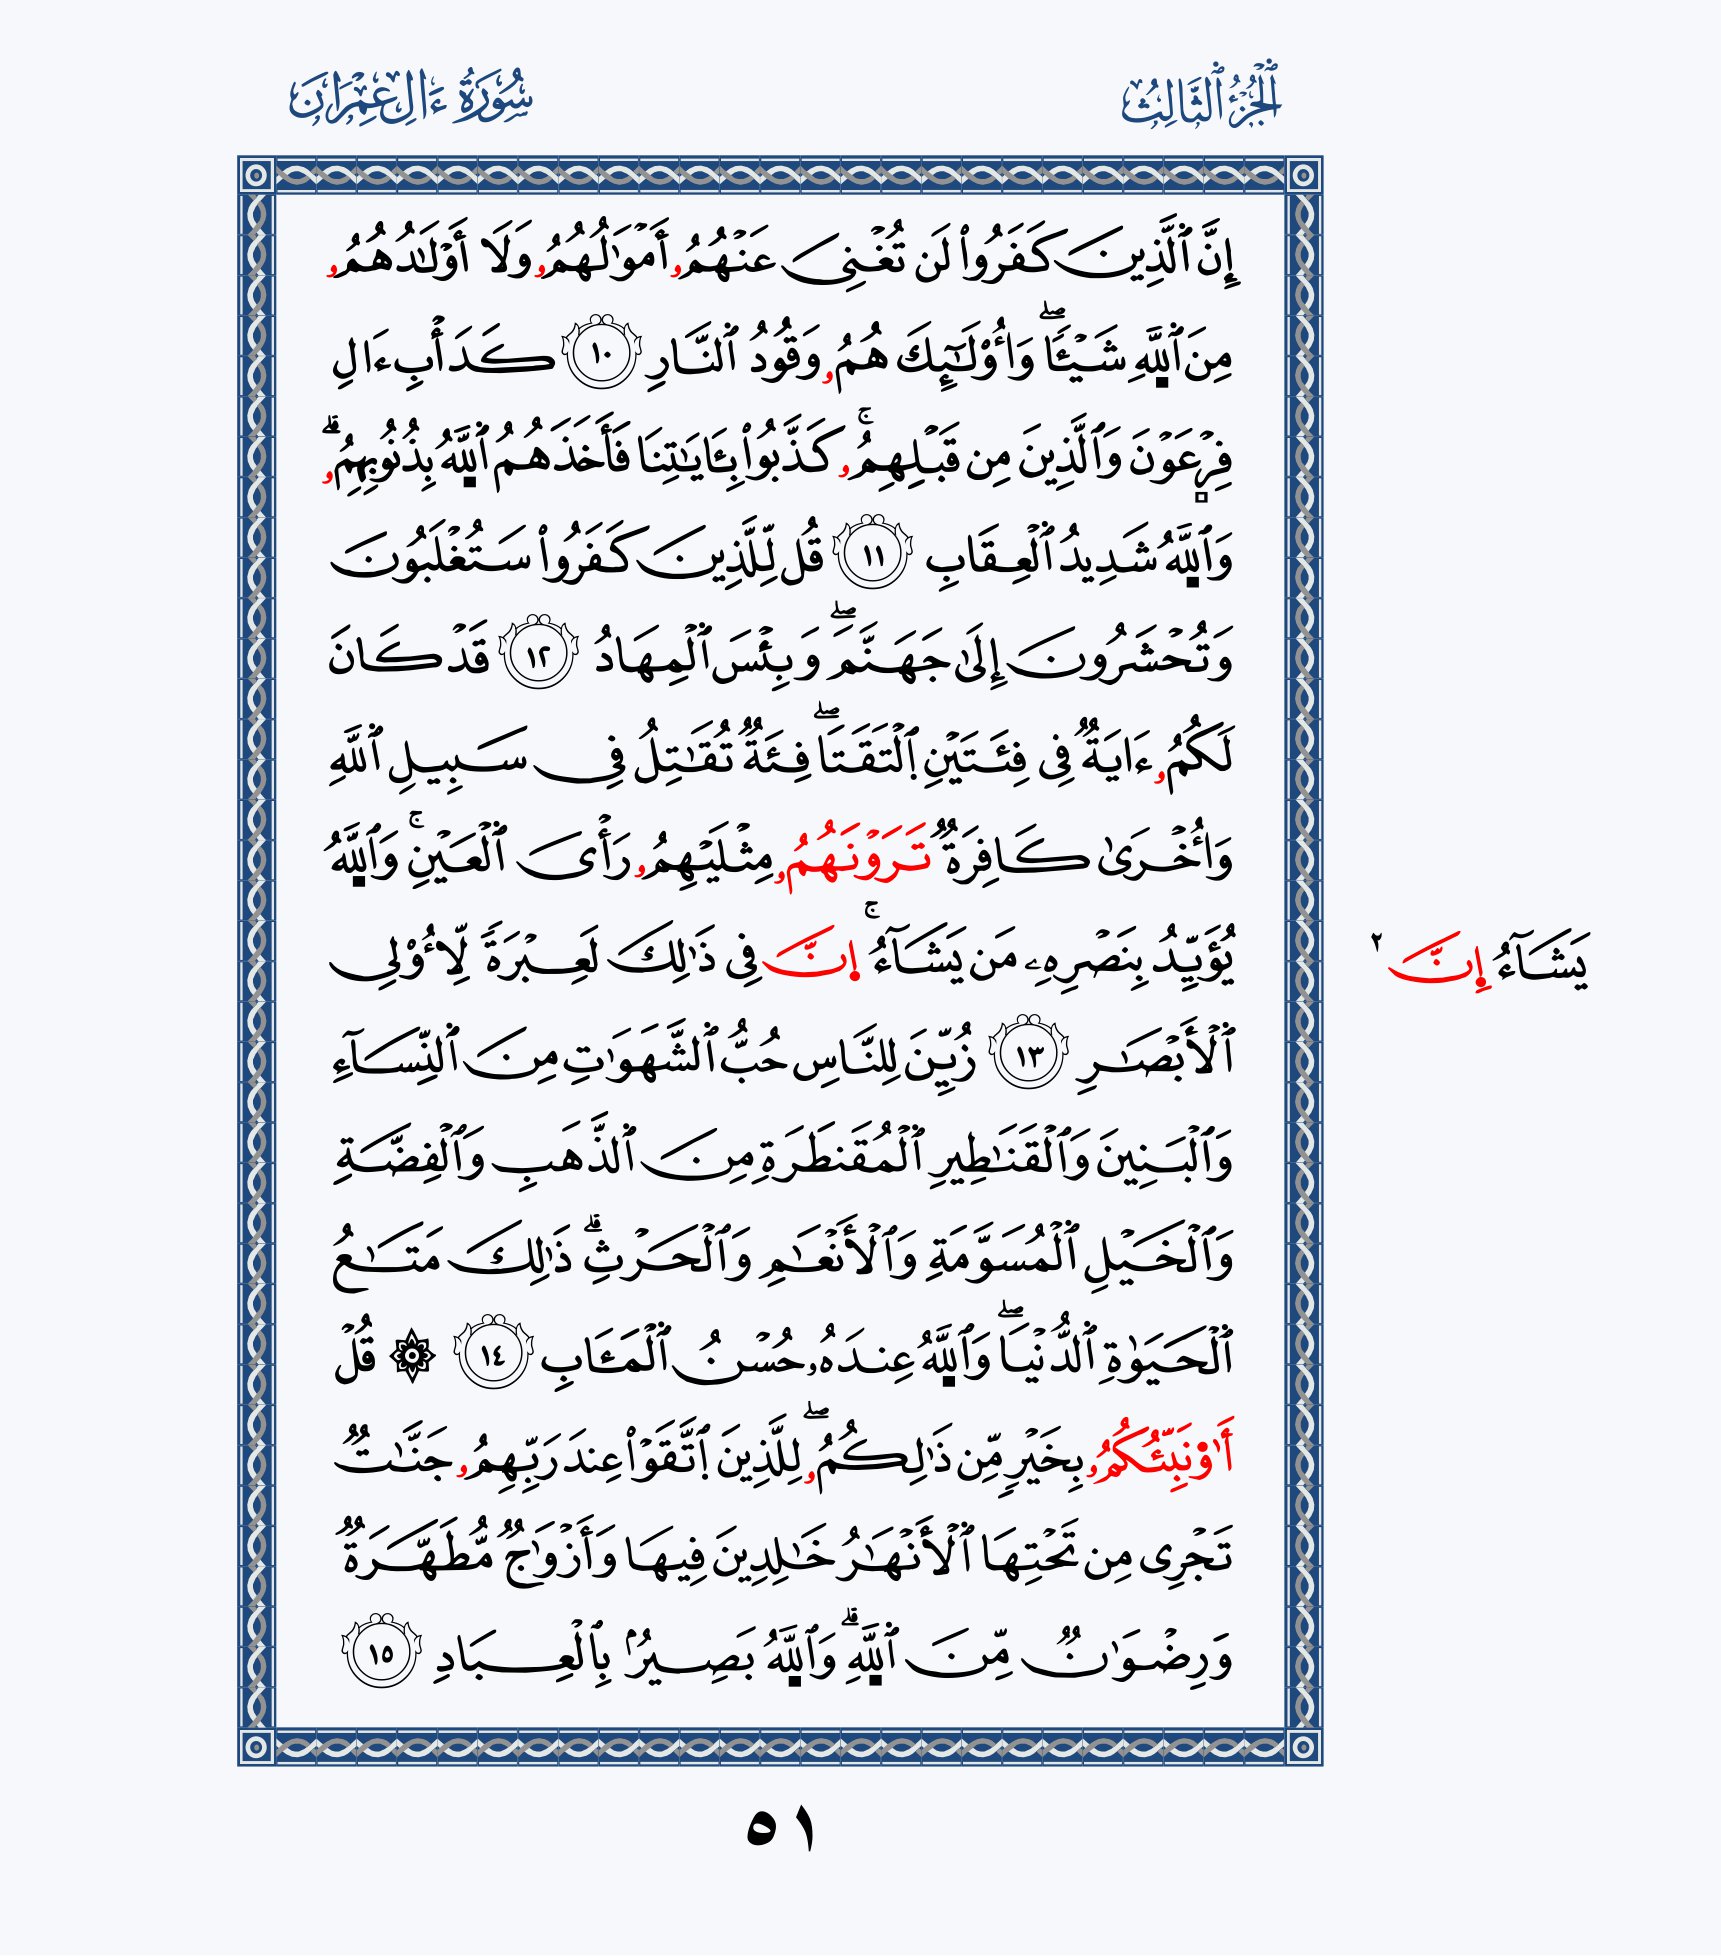 ٱلْجُزْءُ ٱلثَّالِثُ
سُورَةُ ءَالِ عِمْرَانَ
إِنَّ ٱلَّذِينَ كَفَرُواْ لَن تُغْنِىَ عَنْهُمُۥ أَمْوَٰلُهُمُۥ وَلَا أَوْلَٰدُهُمُۥ
مِنَ ٱللَّهِ شَيْـًٔاۖ وَأُوْلَٰٓئِكَ هُمُۥ وَقُودُ ٱلنَّارِ ١٠ كَدَأْبِ ءَالِ
فِرْعَوْنَ وَٱلَّذِينَ مِن قَبْلِهِمُۥۚ كَذَّبُواْ بِـَٔايَٰتِنَا فَأَخَذَهُمُ ٱللَّهُ بِذُنُوبِهِمُۥۗ
وَٱللَّهُ شَدِيدُ ٱلْعِقَابِ ١١ قُل لِّلَّذِينَ كَفَرُواْ سَتُغْلَبُونَ
وَتُحْشَرُونَ إِلَىٰ جَهَنَّمَۖ وَبِئْسَ ٱلْمِهَادُ ١٢ قَدْ كَانَ
لَكُمُۥ ءَايَةٌ فِى فِئَتَيْنِ ٱلْتَقَتَاۖ فِئَةٌ تُقَٰتِلُ فِى سَبِيلِ ٱللَّهِ
وَأُخْرَىٰ كَافِرَةٌ تَرَوْنَهُمُۥ مِثْلَيْهِمُۥ رَأْىَ ٱلْعَيْنِۚ وَٱللَّهُ
يُؤَيِّدُ بِنَصْرِهِۦ مَن يَشَآءُۚ اِنَّ فِى ذَٰلِكَ لَعِبْرَةً لِّأُوْلِى
يَشَآءُ إِنَّ ٢
ٱلْأَبْصَٰرِ ١٣ زُيِّنَ لِلنَّاسِ حُبُّ ٱلشَّهَوَٰتِ مِنَ ٱلنِّسَآءِ
وَٱلْبَنِينَ وَٱلْقَنَٰطِيرِ ٱلْمُقَنطَرَةِ مِنَ ٱلذَّهَبِ وَٱلْفِضَّةِ
وَٱلْخَيْلِ ٱلْمُسَوَّمَةِ وَٱلْأَنْعَٰمِ وَٱلْحَرْثِۗ ذَٰلِكَ مَتَٰعُ
ٱلْحَيَوٰةِ ٱلدُّنْيَاۖ وَٱللَّهُ عِندَهُۥ حُسْنُ ٱلْمَـَٔابِ ١٤ ۞ قُلْ
أَٰوْنَبِّئُكُمُۥ بِخَيْرٍ مِّن ذَٰلِكُمُۥۖ لِلَّذِينَ ٱتَّقَوْاْ عِندَ رَبِّهِمُۥ جَنَّٰتٌ
تَجْرِى مِن تَحْتِهَا ٱلْأَنْهَٰرُ خَٰلِدِينَ فِيهَا وَأَزْوَٰجٌ مُّطَهَّرَةٌ
وَرِضْوَٰنٌ مِّنَ ٱللَّهِۗ وَٱللَّهُ بَصِيرُۢ بِٱلْعِبَادِ ١٥
٥١